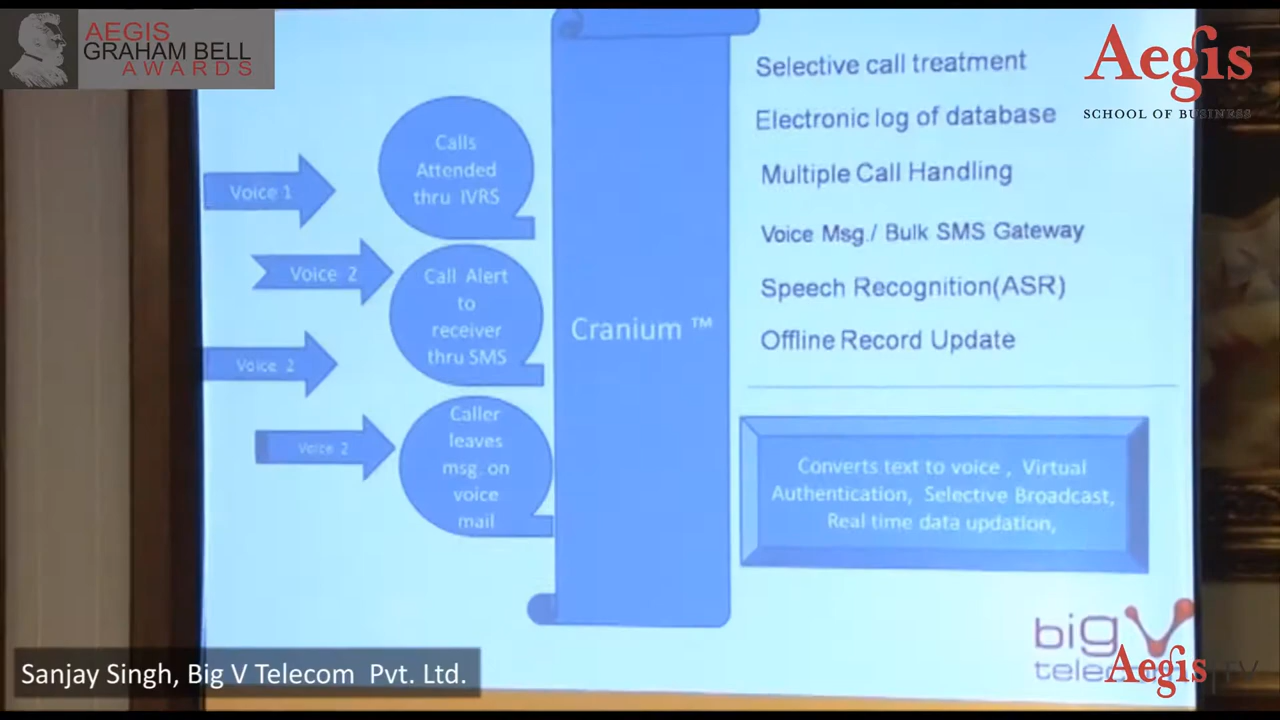 AEGIS
GRAHAM BELL
AWARDS
Aegis
SCHOOL OF BUSINESS
Voice 1
Voice 2
Voice 2
Voice 2
Calls
Attended
thru IVRS
Call Alert
to
receiver
thru SMS
Caller
leaves
msg. on
voice
mail
Cranium ™
Selective call treatment
Electronic log of database
Multiple Call Handling
Voice Msg./ Bulk SMS Gateway
Speech Recognition(ASR)
Offline Record Update
Converts text to voice , Virtual
Authentication, Selective Broadcast,
Real time data updation,
big V
telecom
Aegis TV
Sanjay Singh, Big V Telecom Pvt. Ltd.